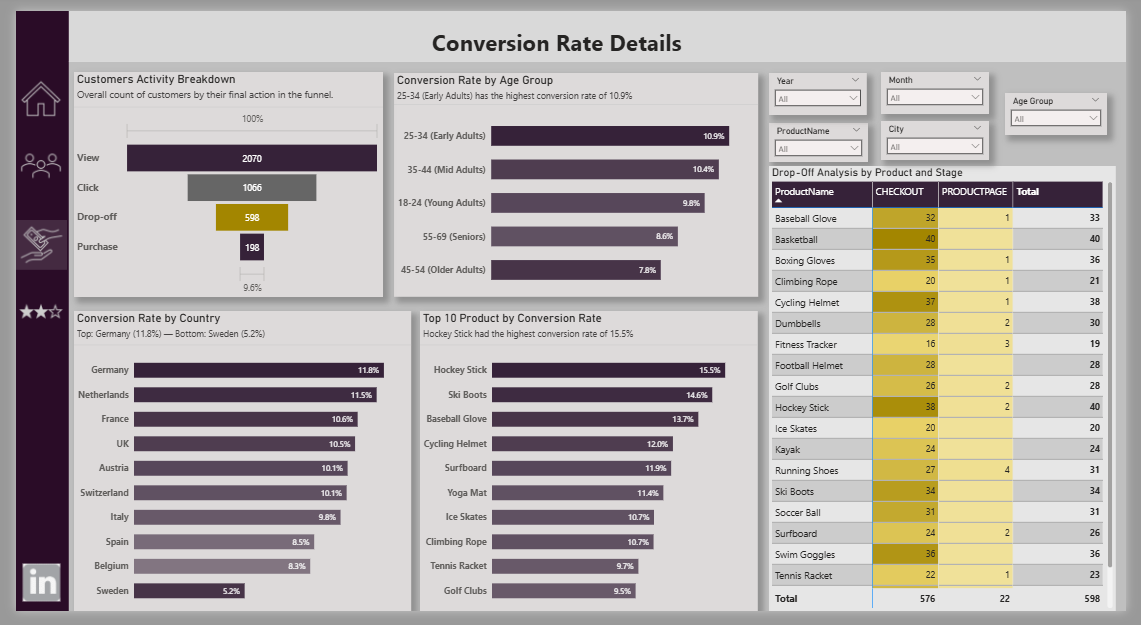 Conversion Rate Details
Customers Activity Breakdown
Overall count of customers by their final action in the funnel.
100%
View 2070
Click 1066
Drop-off 598
Purchase 198
9.6%
Conversion Rate by Age Group
25-34 (Early Adults) has the highest conversion rate of 10.9%
25-34 (Early Adults) 10.9%
35-44 (Mid Adults) 10.4%
18-24 (Young Adults) 9.8%
55-69 (Seniors) 8.6%
45-54 (Older Adults) 7.8%
Year
All
Month
All
Age Group
All
ProductName
All
City
All
Conversion Rate by Country
Top: Germany (11.8%) — Bottom: Sweden (5.2%)
Germany 11.8%
Netherlands 11.5%
France 10.6%
UK 10.5%
Austria 10.1%
Switzerland 10.1%
Italy 9.8%
Spain 8.5%
Belgium 8.3%
Sweden 5.2%
Top 10 Product by Conversion Rate
Hockey Stick had the highest conversion rate of 15.5%
Hockey Stick 15.5%
Ski Boots 14.6%
Baseball Glove 13.7%
Cycling Helmet 12.0%
Surfboard 11.9%
Yoga Mat 11.4%
Ice Skates 10.7%
Climbing Rope 10.7%
Tennis Racket 9.7%
Golf Clubs 9.5%
Drop-Off Analysis by Product and Stage
ProductName CHECKOUT PRODUCTPAGE Total
Baseball Glove 32 1 33
Basketball 40 40
Boxing Gloves 35 1 36
Climbing Rope 20 1 21
Cycling Helmet 37 1 38
Dumbbells 28 2 30
Fitness Tracker 16 3 19
Football Helmet 28 28
Golf Clubs 26 2 28
Hockey Stick 38 2 40
Ice Skates 20 20
Kayak 24 24
Running Shoes 27 4 31
Ski Boots 34 34
Soccer Ball 31 31
Surfboard 24 2 26
Swim Goggles 36 36
Tennis Racket 22 1 23
Total 576 22 598
in